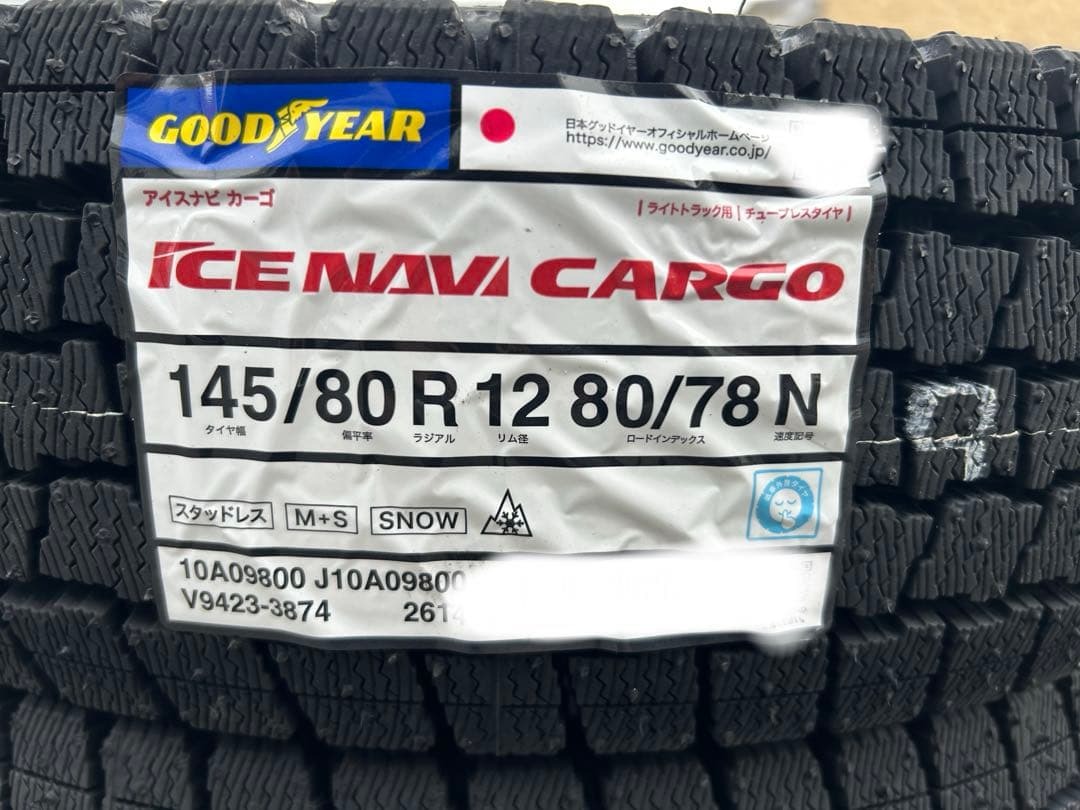 GOOD YEAR
日本グッドイヤーオフィシャルホームページ
https://www.goodyear.co.jp/
アイスナビ カーゴ
| ライトトラック用 | チューブレスタイヤ |
ICE NAVI CARGO
145/80 R 12 80/78 N
タイヤ幅 偏平率 ラジアル リム径 ロードインデックス 速度記号
スタッドレス M+S SNOW
10A09800 J10A09800
V9423-3874 2614